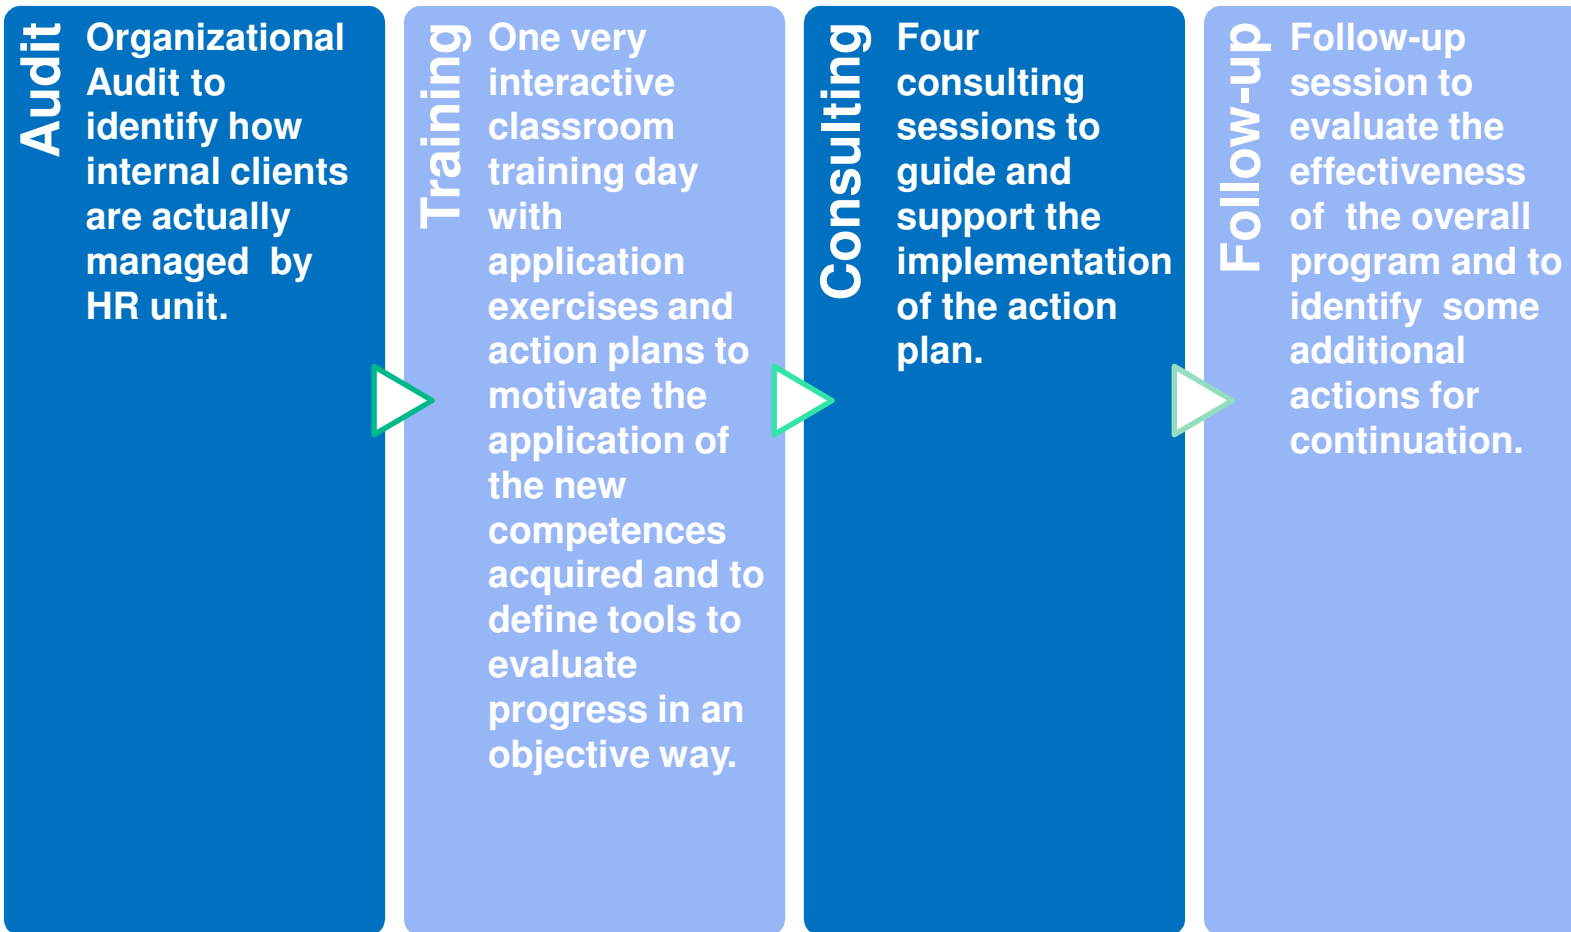 Audit
Organizational
Audit to
identify how
internal clients
are actually
managed  by
HR unit.
Training
One very
interactive
classroom
training day
with
application
exercises and
action plans to
motivate the
application of
the new
competences
acquired and to
define tools to
evaluate
progress in an
objective way.
Consulting
Four
consulting
sessions to
guide and
support the
implementation
of the action
plan.
Follow-up
Follow-up
session to
evaluate the
effectiveness
of  the overall
program and to
identify  some
additional
actions for
continuation.